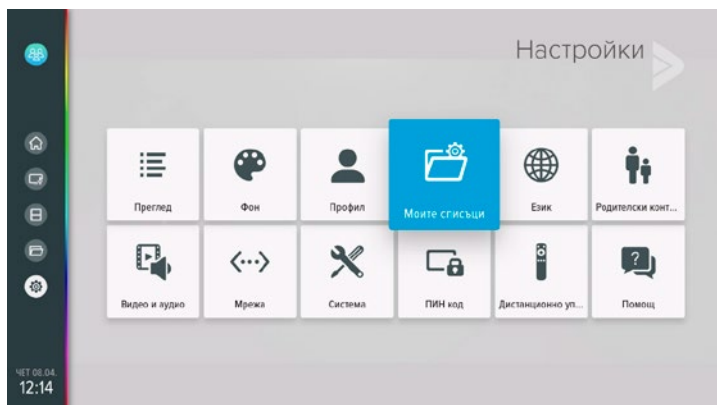 Настройки
Преглед
Фон
Профил
Моите списъци
Език
Родителски конт...
Видео и аудио
Мрежа
Система
ПИН код
Дистанционно уп...
Помощ
ЧЕТ 08.04.
12:14